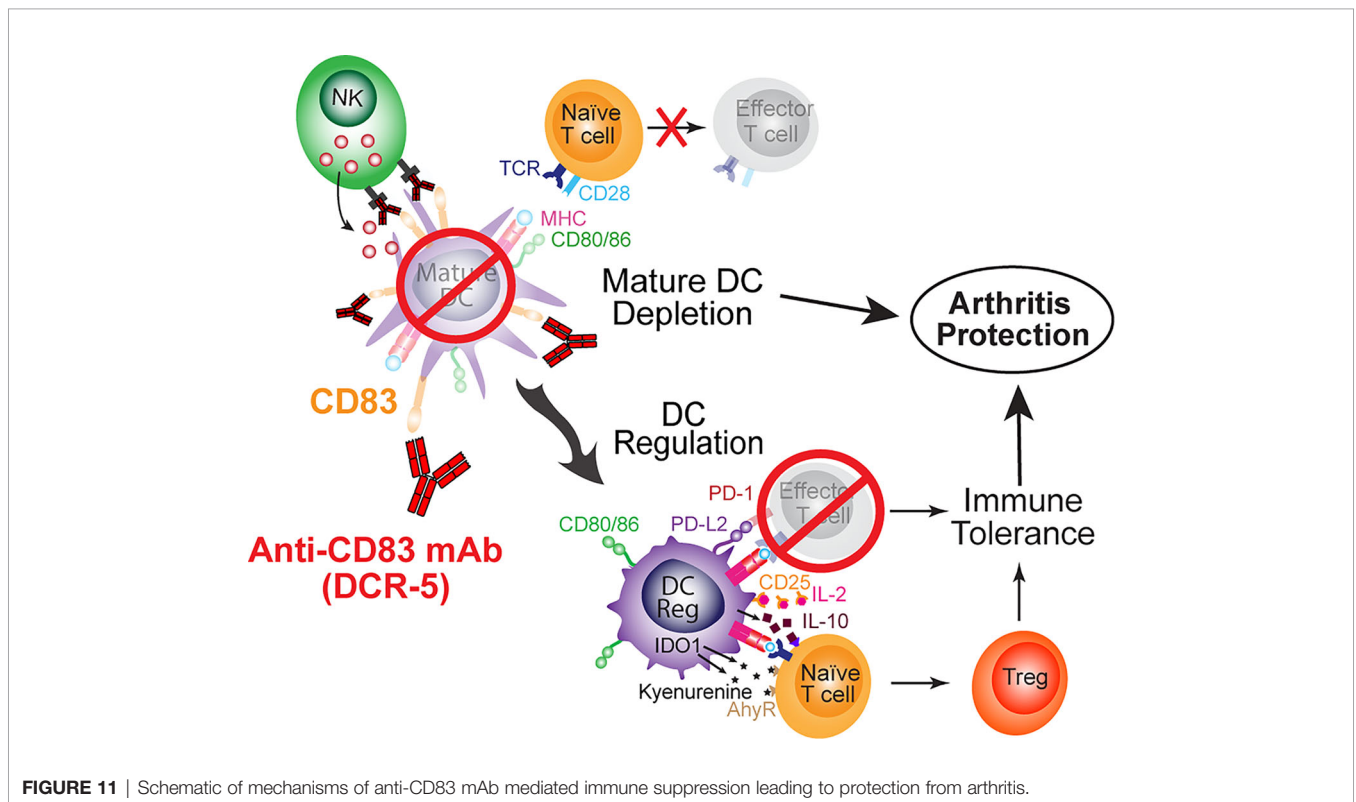 NK
Naïve
T cell
Effector
T cell
TCR
CD28
MHC
CD80/86
Mature
DC
Mature DC
Depletion
Arthritis
Protection
CD83
DC
Regulation
Anti-CD83 mAb
(DCR-5)
PD-1
Effector
T cell
CD80/86
PD-L2
Immune
Tolerance
DC
Reg
CD25
IL-2
IL-10
IDO1
Kyenurenine
AhyR
Naïve
T cell
Treg
FIGURE 11 | Schematic of mechanisms of anti-CD83 mAb mediated immune suppression leading to protection from arthritis.